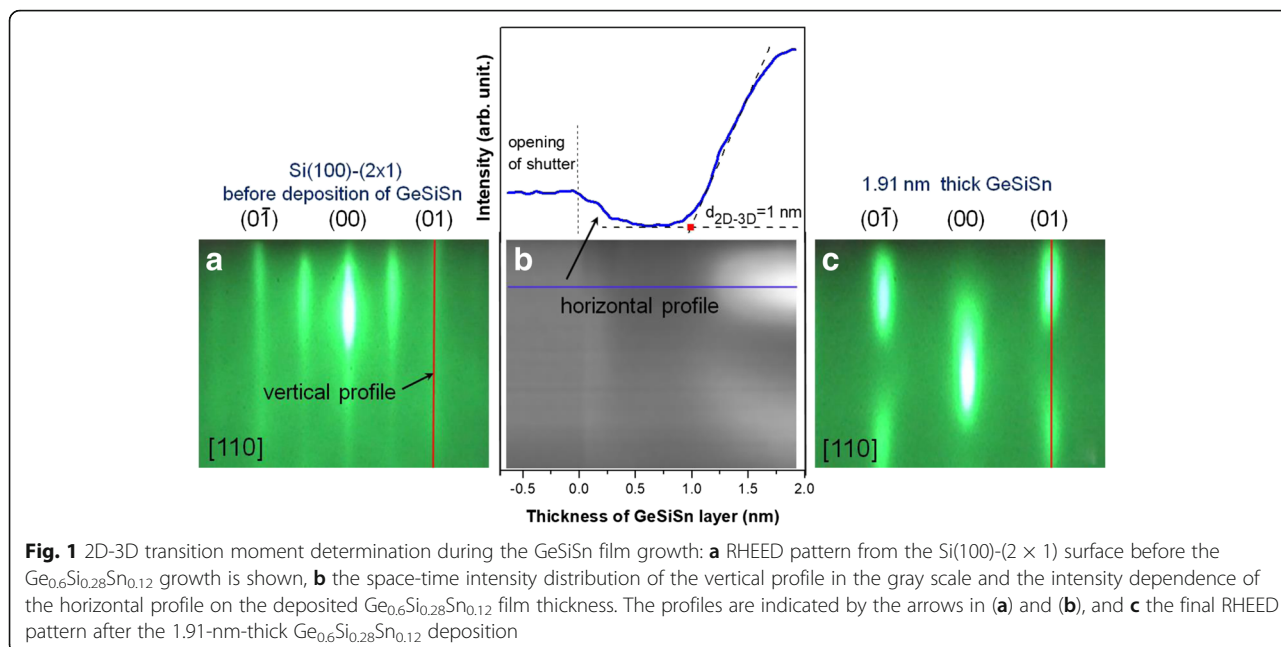 Intensity (arb. unit.)
opening
of shutter
d2D-3D=1 nm
Si(100)-(2x1)
before deposition of GeSiSn
(01̄) (00) (01)
1.91 nm thick GeSiSn
(01̄) (00) (01)
a
vertical profile
[110]
b
horizontal profile
c
[110]
-0.5 0.0 0.5 1.0 1.5 2.0
Thickness of GeSiSn layer (nm)
Fig. 1 2D-3D transition moment determination during the GeSiSn film growth: a RHEED pattern from the Si(100)-(2 × 1) surface before the
Ge0.6Si0.28Sn0.12 growth is shown, b the space-time intensity distribution of the vertical profile in the gray scale and the intensity dependence of
the horizontal profile on the deposited Ge0.6Si0.28Sn0.12 film thickness. The profiles are indicated by the arrows in (a) and (b), and c the final RHEED
pattern after the 1.91-nm-thick Ge0.6Si0.28Sn0.12 deposition